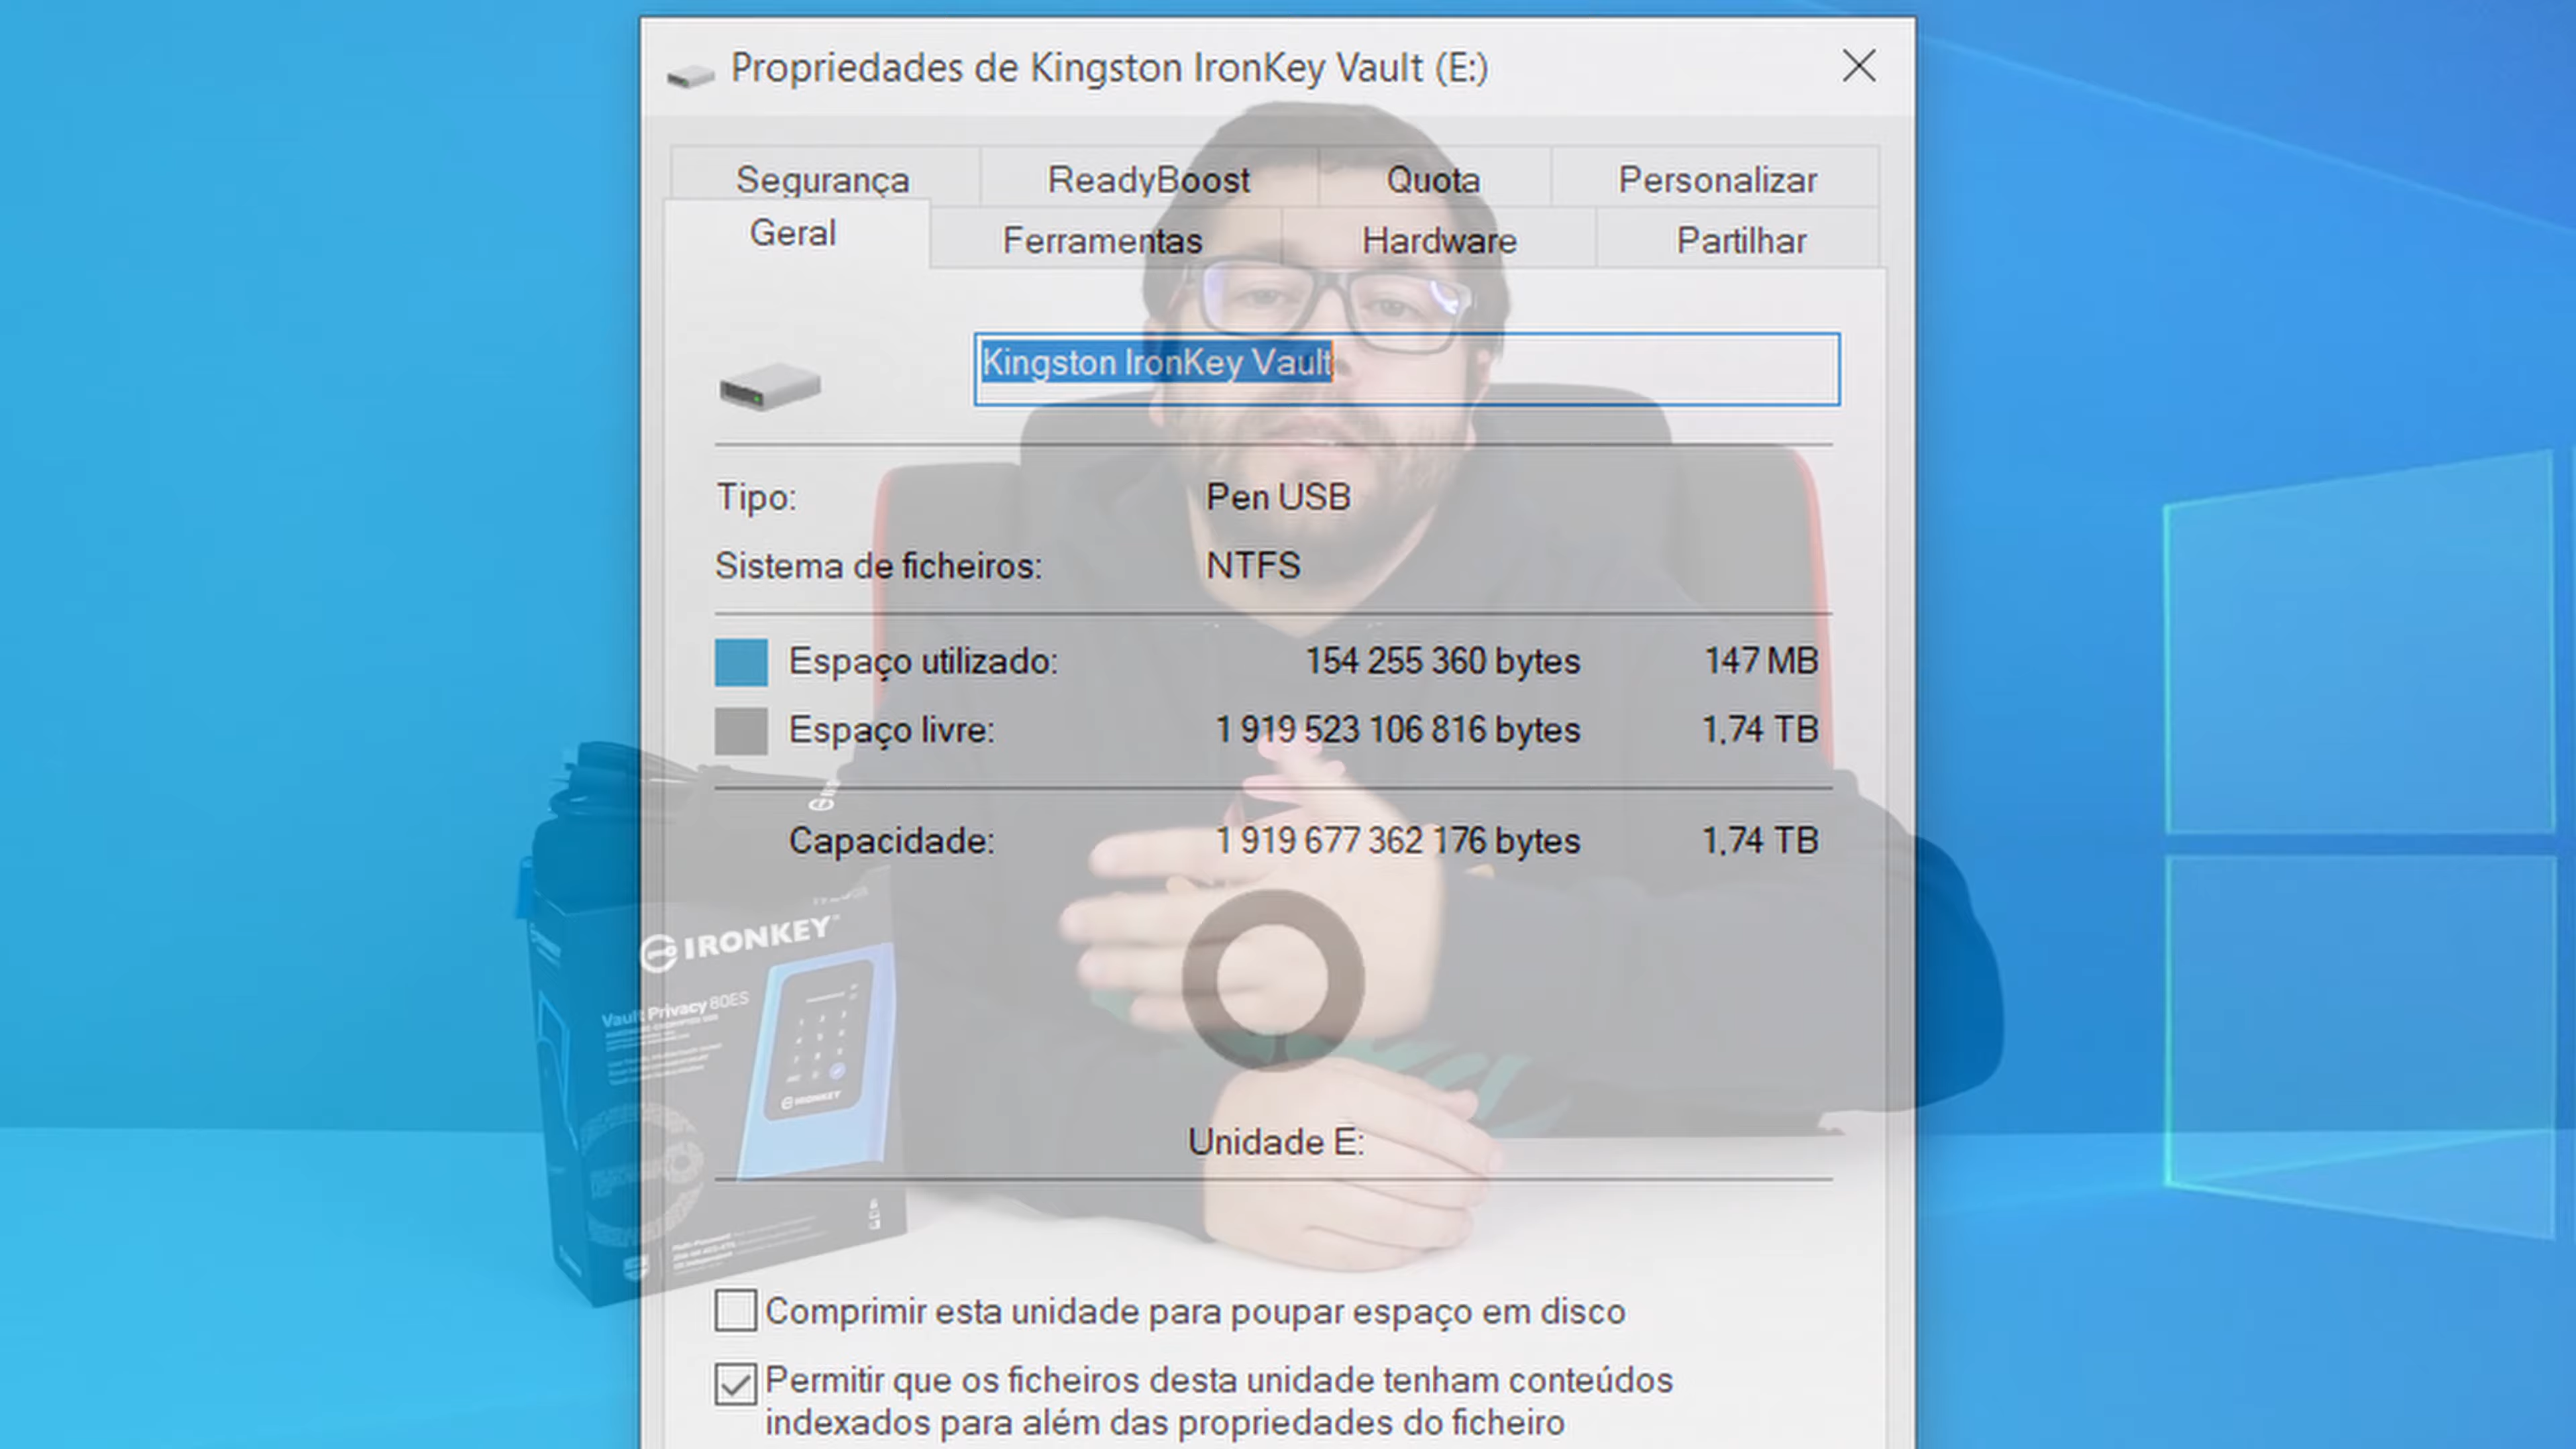 Propriedades de Kingston IronKey Vault (E:)
Segurança ReadyBoost Quota Personalizar
Geral Ferramentas Hardware Partilhar
Kingston IronKey Vault
Tipo: Pen USB
Sistema de ficheiros: NTFS
Espaço utilizado: 154 255 360 bytes 147 MB
Espaço livre: 1 919 523 106 816 bytes 1,74 TB
Capacidade: 1 919 677 362 176 bytes 1,74 TB
IRONKEY
Vault Privacy 80ES
IRONKEY
Unidade E:
Comprimir esta unidade para poupar espaço em disco
Permitir que os ficheiros desta unidade tenham conteúdos
indexados para além das propriedades do ficheiro